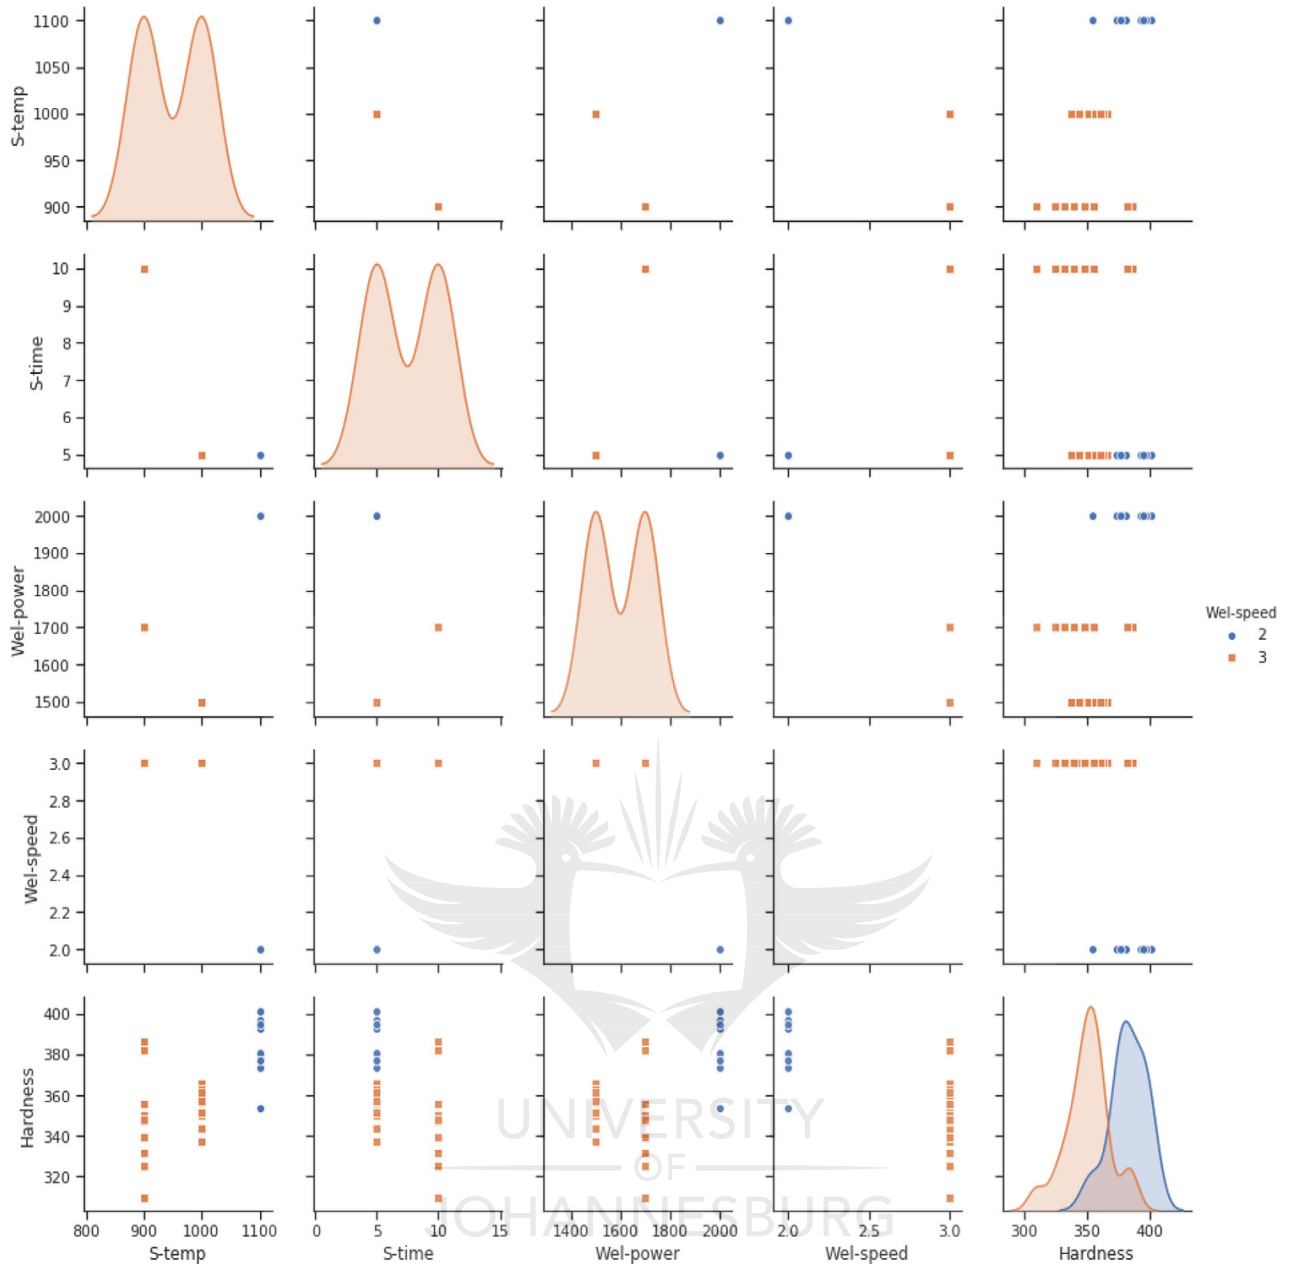 1100
1050
1000
950
900
S-temp
10
9
8
7
6
5
S-time
2000
1900
1800
1700
1600
1500
Wel-power
Wel-speed
2
3
3.0
2.8
2.6
2.4
2.2
2.0
Wel-speed
400
380
360
340
320
Hardness
UNIVERSITY
OF
JOHANNESBURG
800 900 1000 1100 0 5 10 15 1400 1600 1800 2000 2.0 2.5 3.0 300 350 400
S-temp S-time Wel-power Wel-speed Hardness